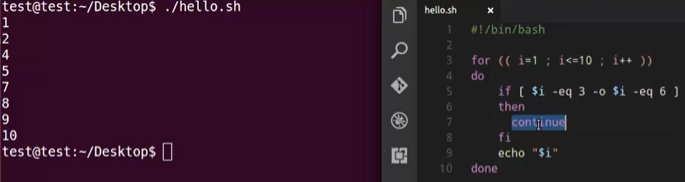 test@test:~/Desktop$ ./hello.sh
1
2
4
5
7
8
9
10
test@test:~/Desktop$
hello.sh ×
1 #!/bin/bash
2
3 for (( i=1 ; i<=10 ; i++ ))
4 do
5 if [ $i -eq 3 -o $i -eq 6 ]
6 then
7 continue
8 fi
9 echo "$i"
10 done